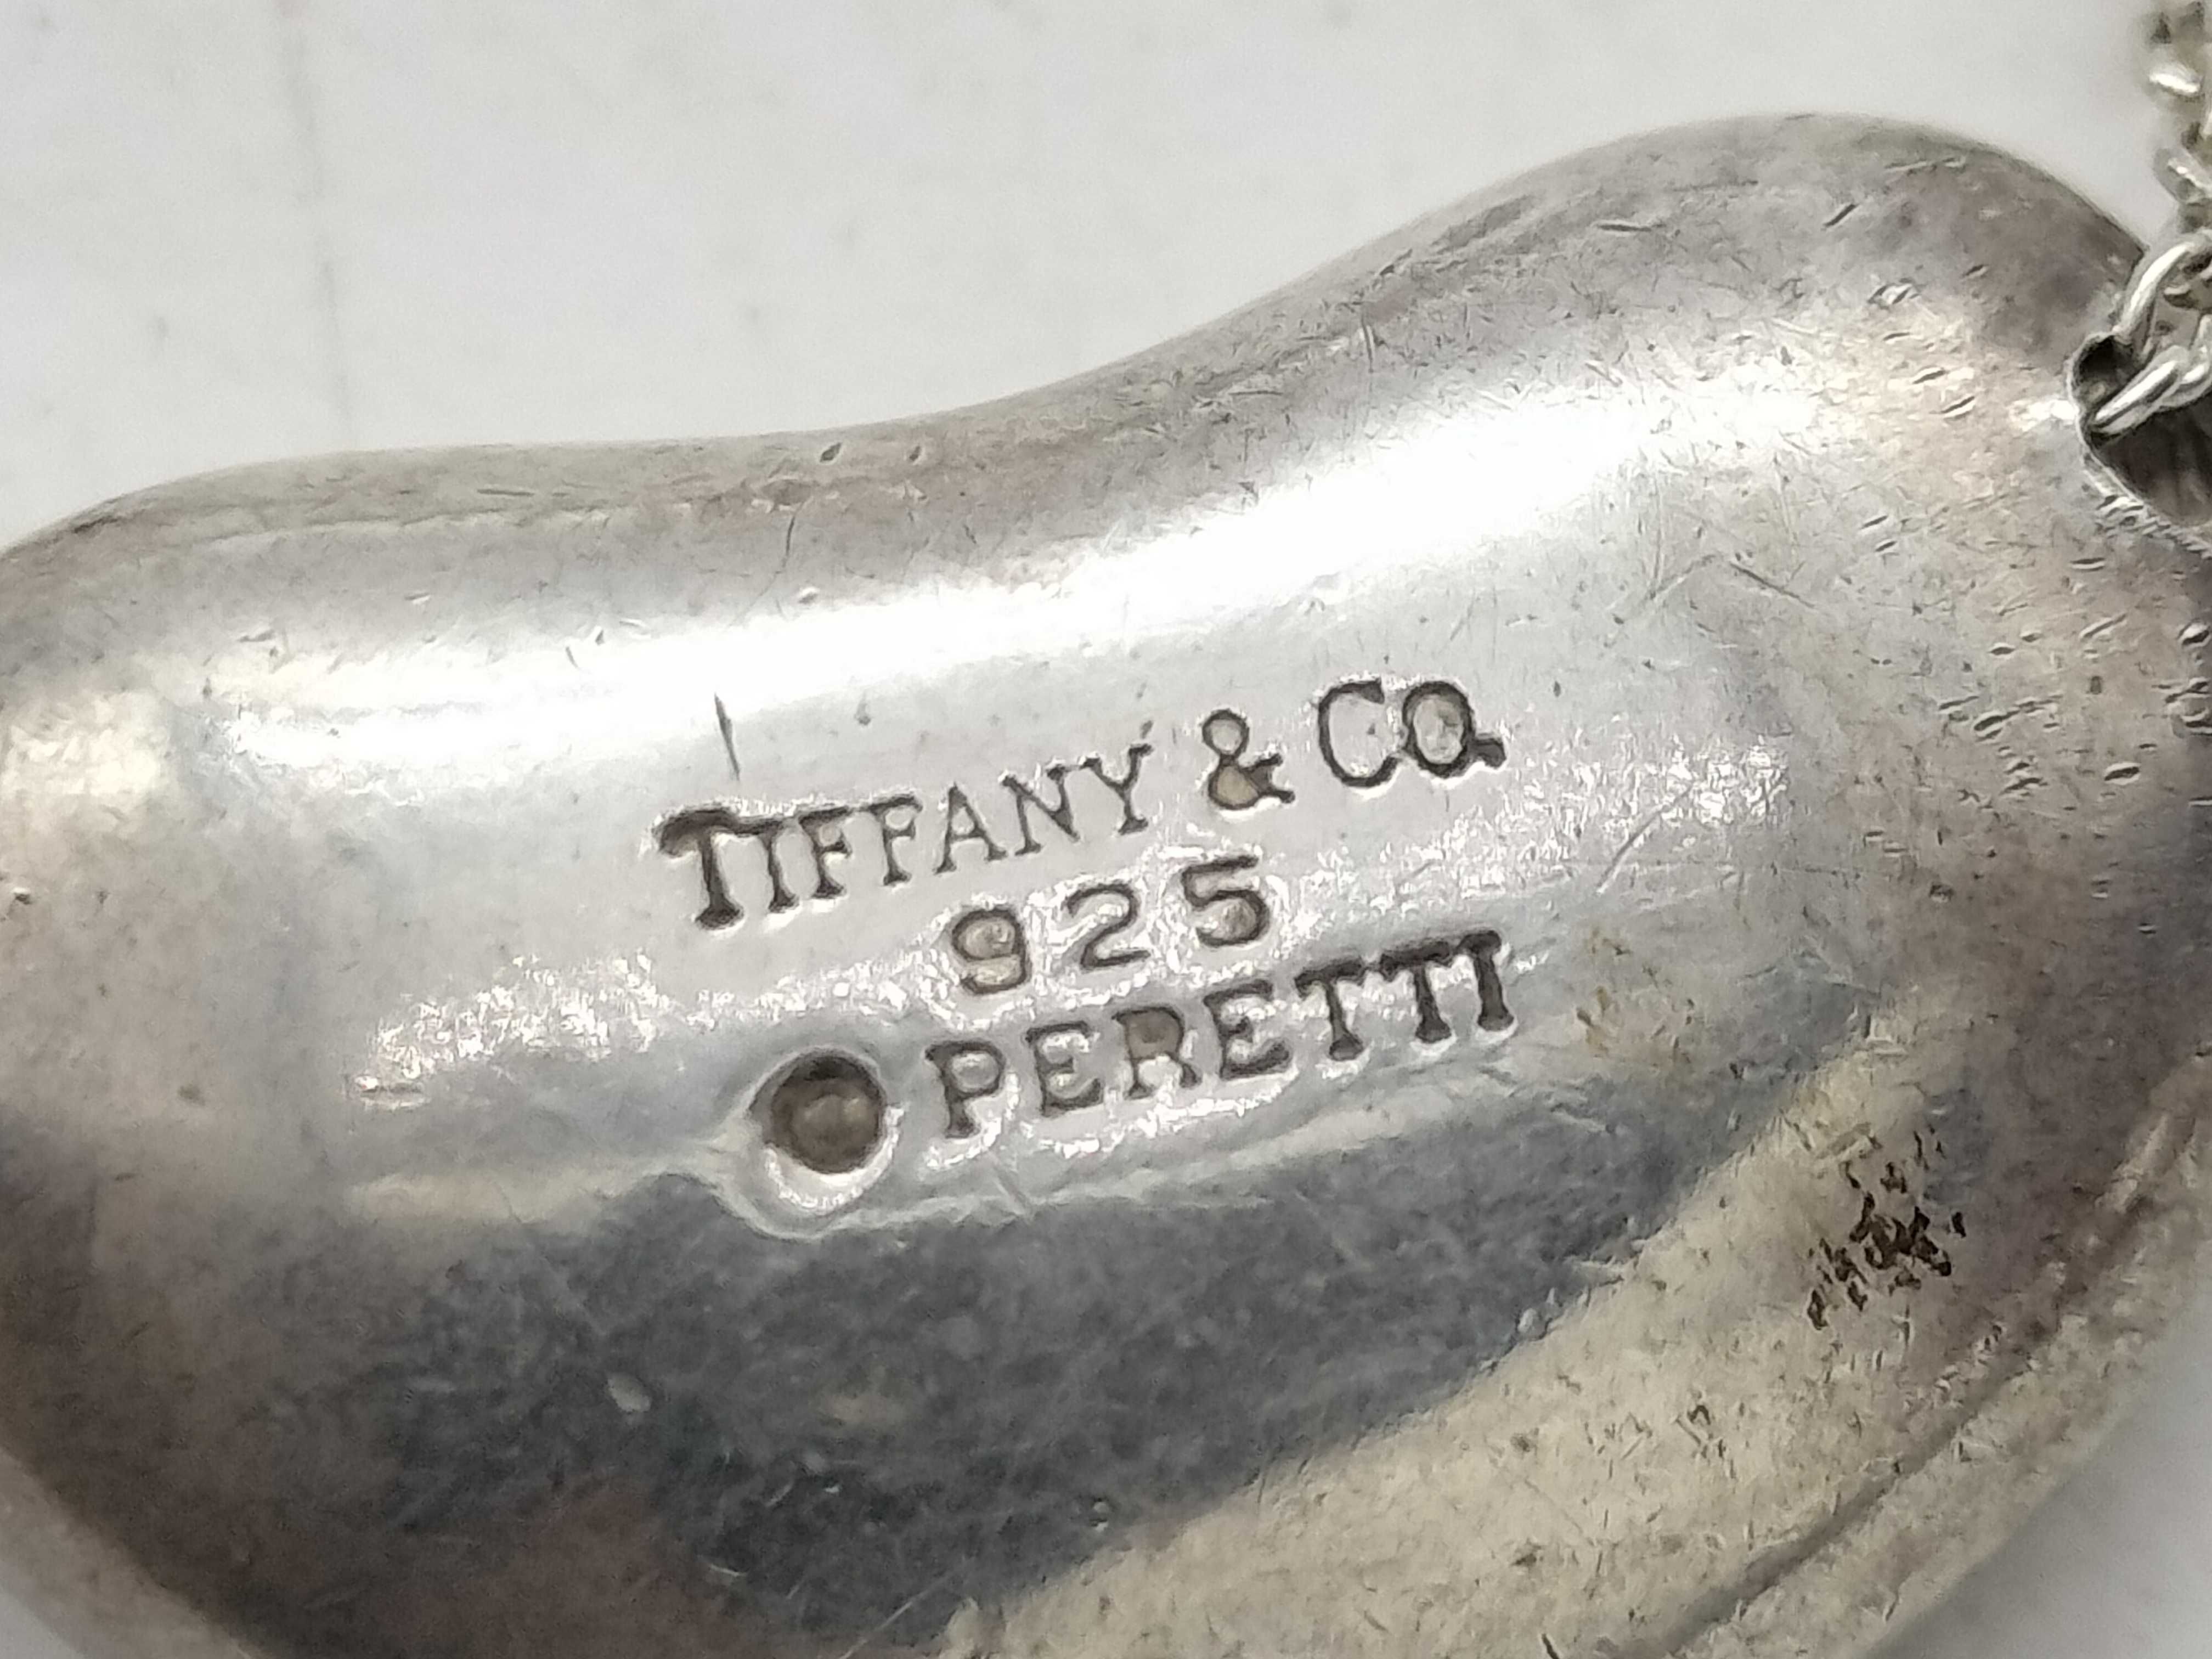 TIFFANY & CO.
925
PERETTI